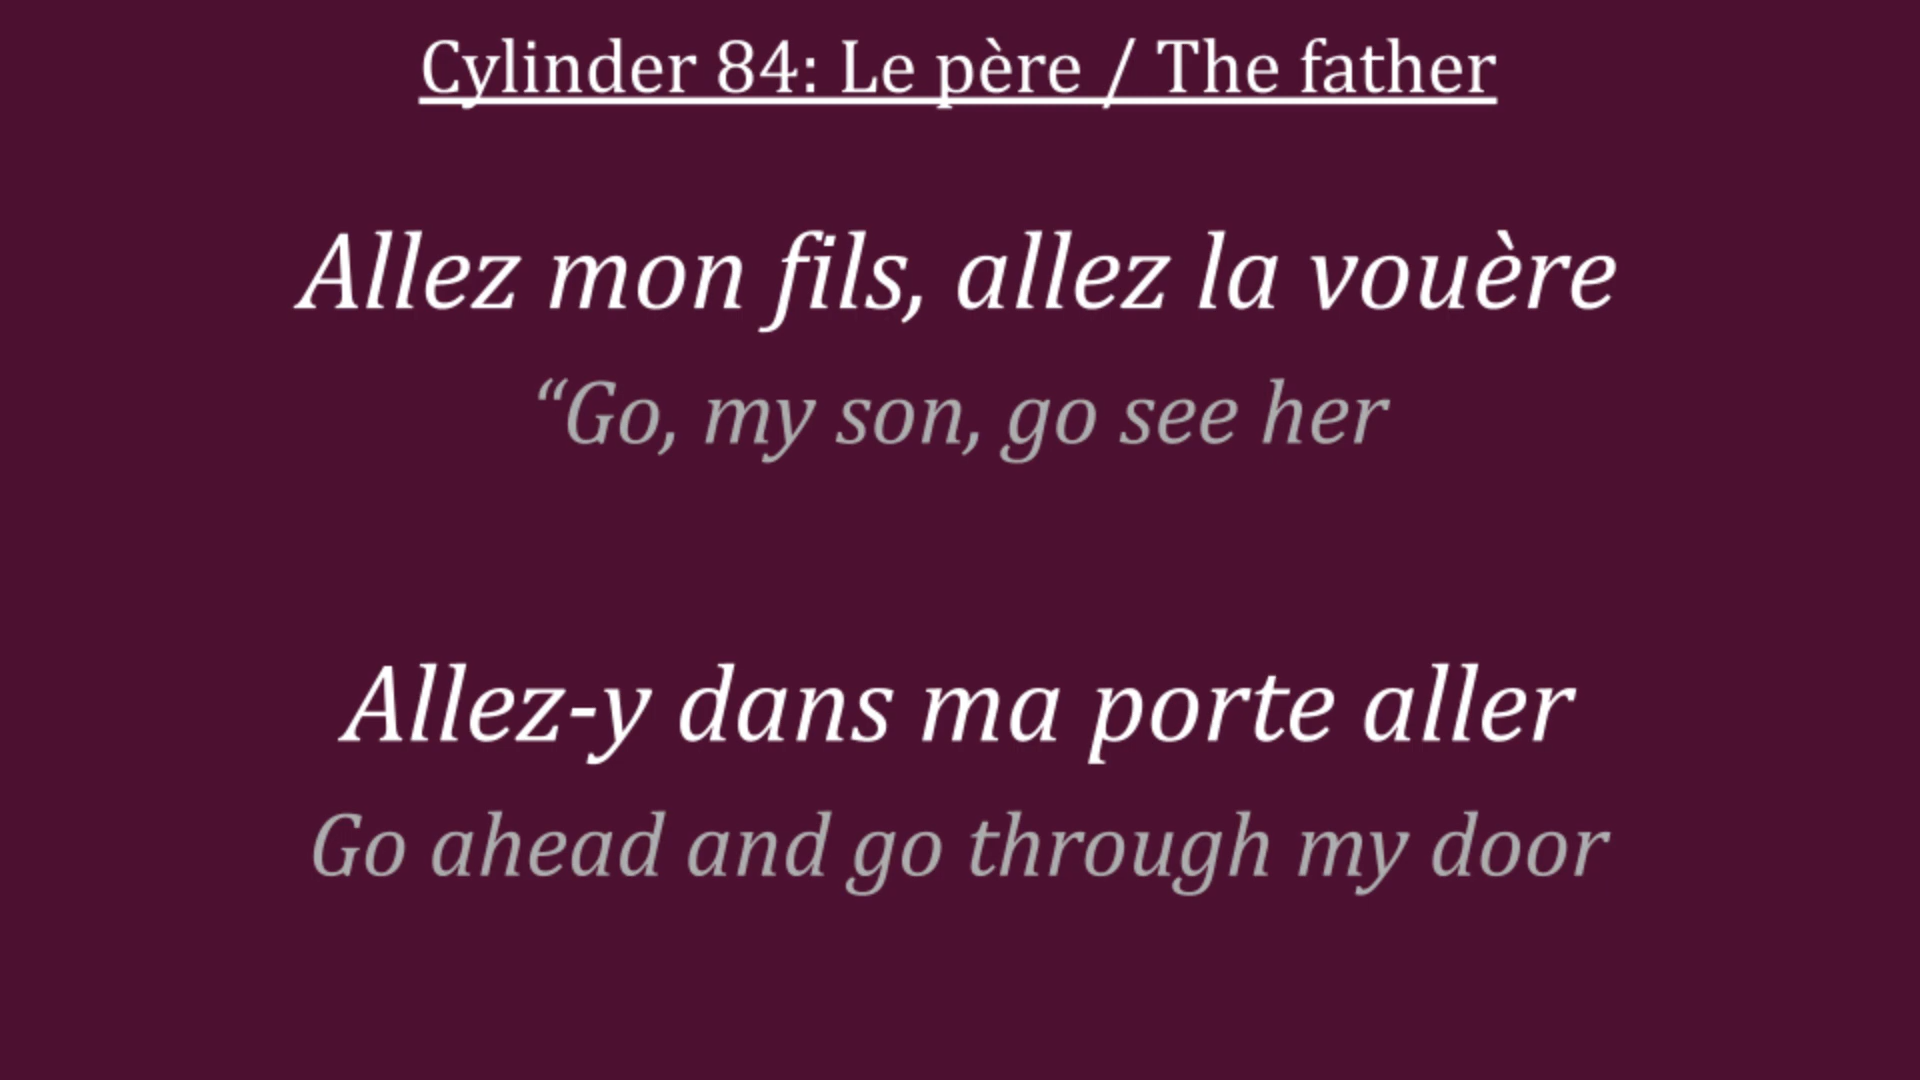 Cylinder 84: Le père / The father
Allez mon fils, allez la vouère
“Go, my son, go see her
Allez-y dans ma porte aller
Go ahead and go through my door